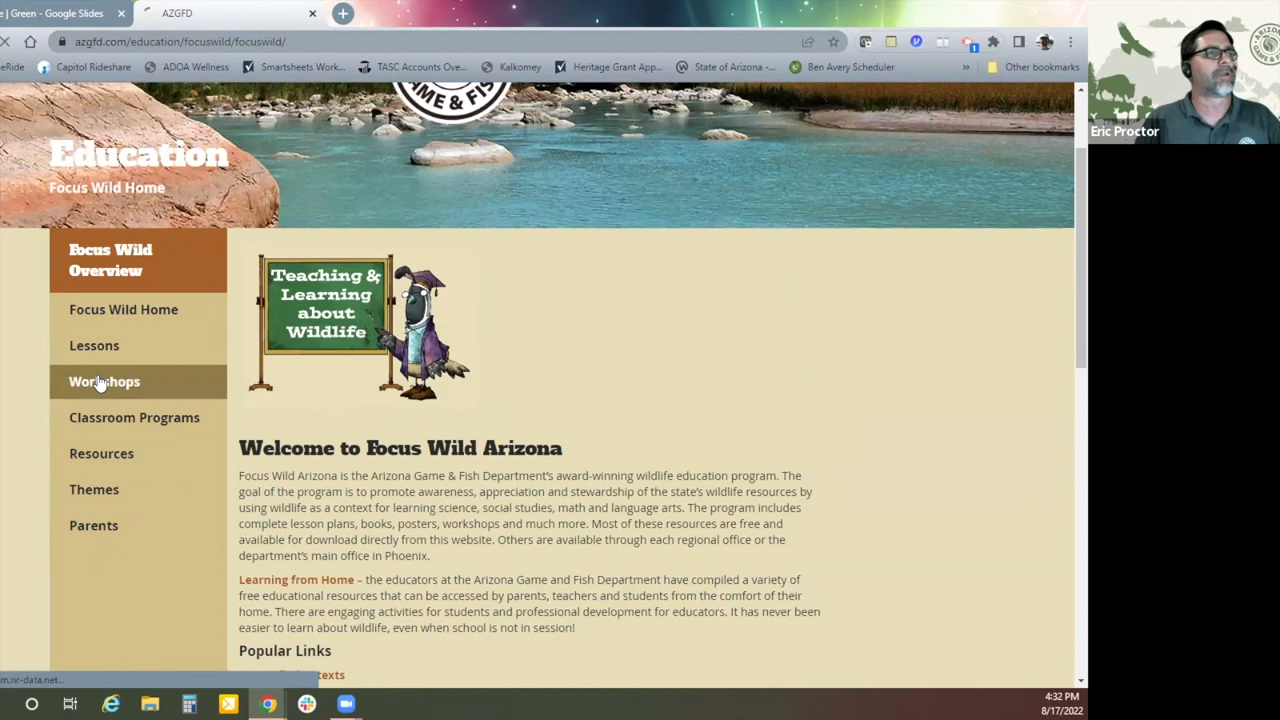 e | Green - Google Slides
AZGFD
azgfd.com/education/focuswild/focuswild/
eRide
Capitol Rideshare
ADOA Wellness
Smartsheets Work...
TASC Accounts Ove...
Kalkomey
Heritage Grant App...
State of Arizona -...
Ben Avery Scheduler
»
Other bookmarks
ME & FIS
Eric Proctor
Education
Focus Wild Home
Focus Wild
Overview
Focus Wild Home
Lessons
Workshops
Classroom Programs
Resources
Themes
Parents
Teaching &
Learning
about
Wildlife
Welcome to Focus Wild Arizona
Focus Wild Arizona is the Arizona Game & Fish Department's award-winning wildlife education program. The
goal of the program is to promote awareness, appreciation and stewardship of the state's wildlife resources by
using wildlife as a context for learning science, social studies, math and language arts. The program includes
complete lesson plans, books, posters, workshops and much more. Most of these resources are free and
available for download directly from this website. Others are available through each regional office or the
department's main office in Phoenix.
Learning from Home – the educators at the Arizona Game and Fish Department have compiled a variety of
free educational resources that can be accessed by parents, teachers and students from the comfort of their
home. There are engaging activities for students and professional development for educators. It has never been
easier to learn about wildlife, even when school is not in session!
Popular Links
texts
m.nr-data.net...
4:32 PM
8/17/2022